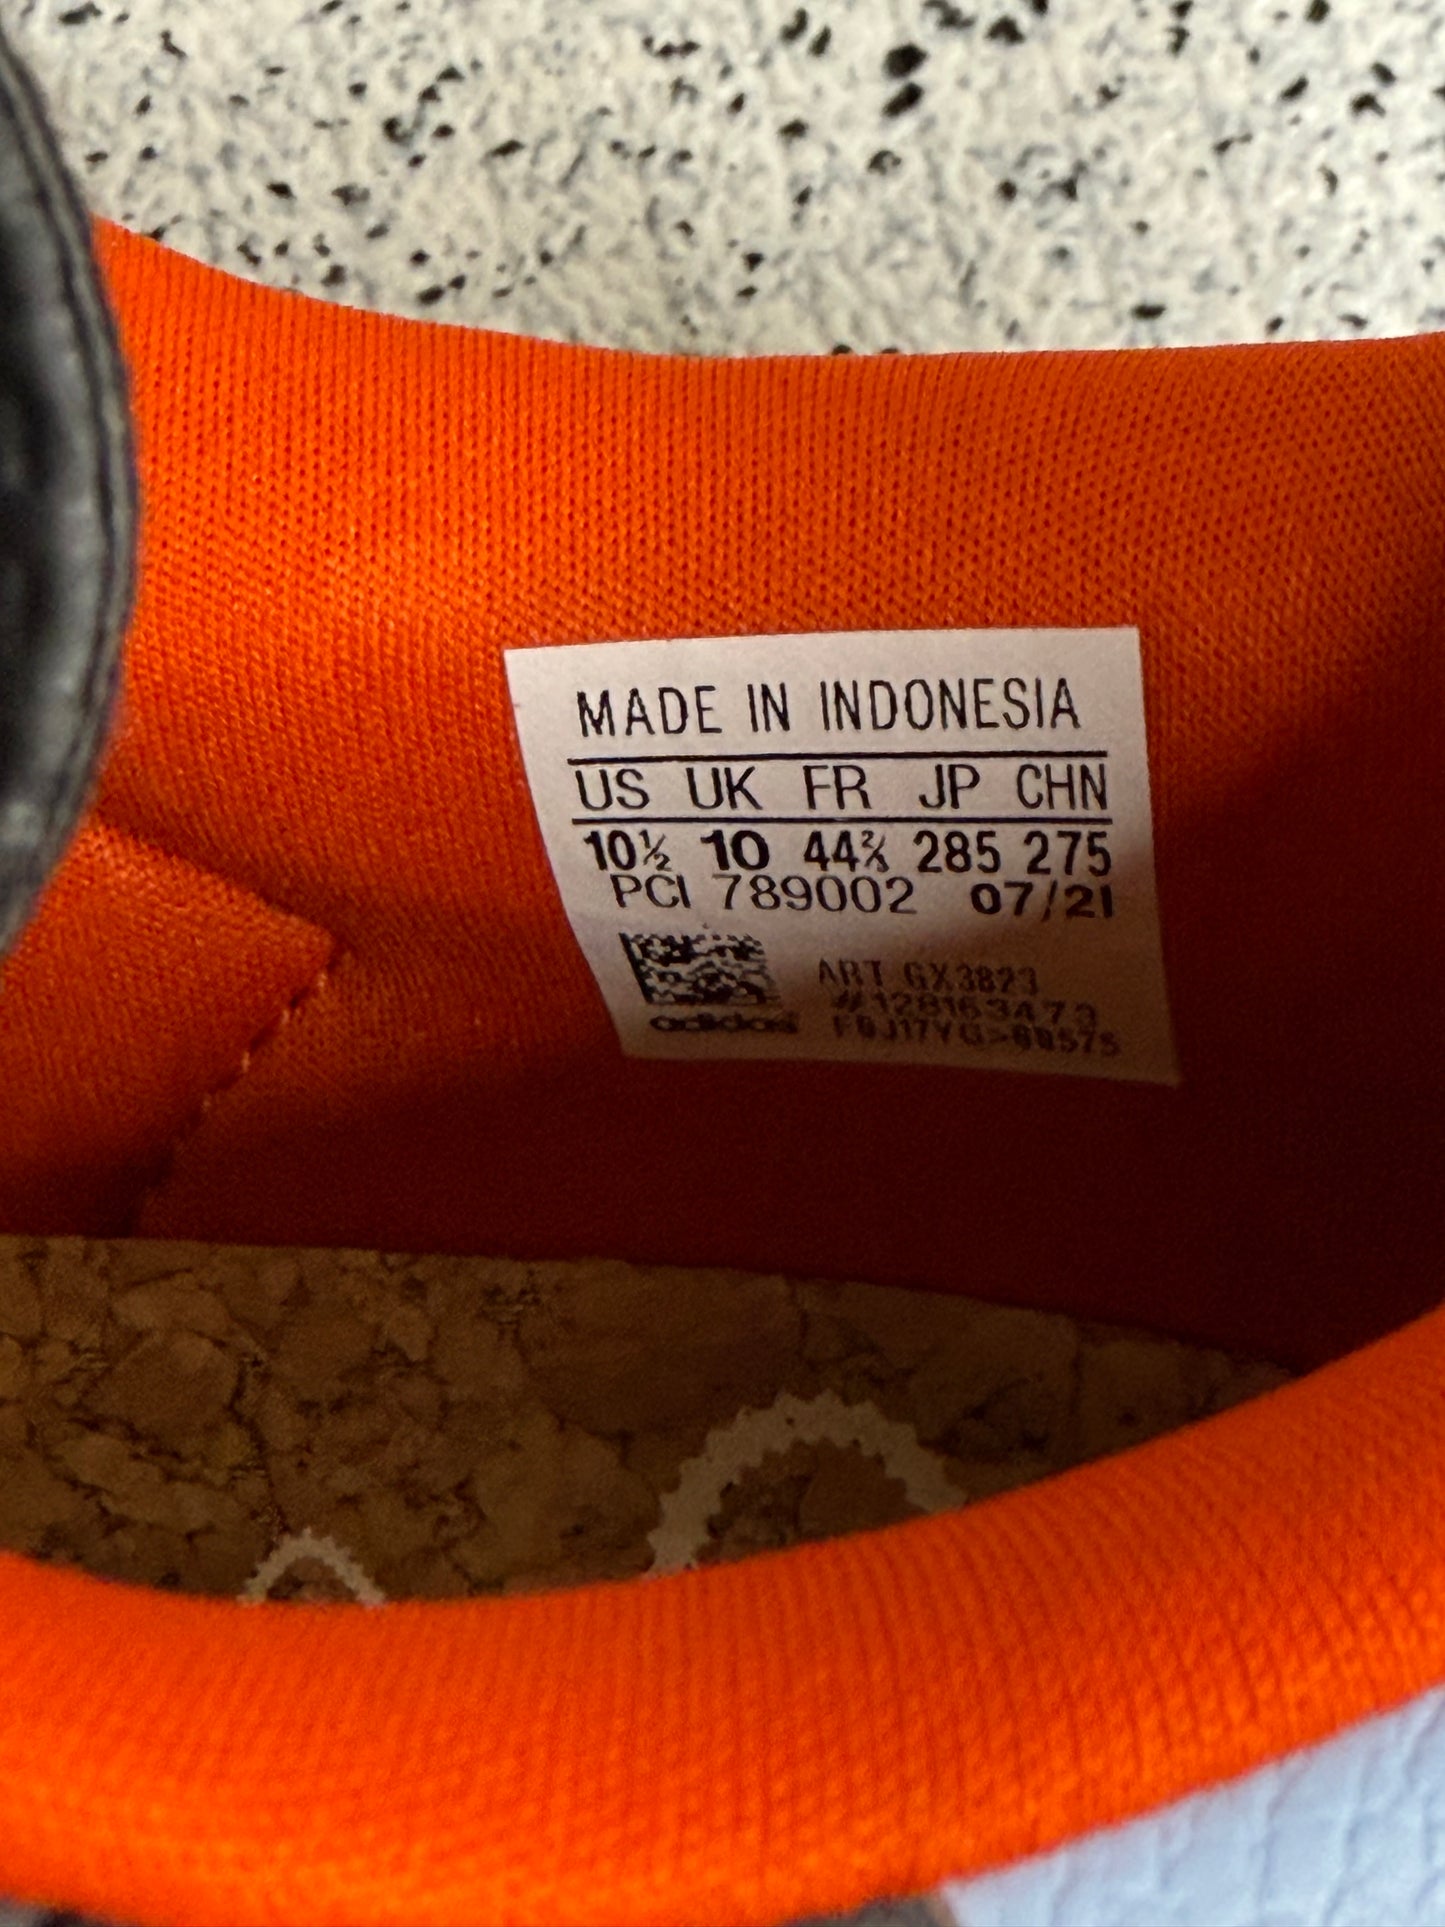 MADE IN INDONESIA
US UK FR JP CHN
10½ 10 44⅔ 285 275
PCI 789002 07/21
ART GX3823
#128163473
adidas